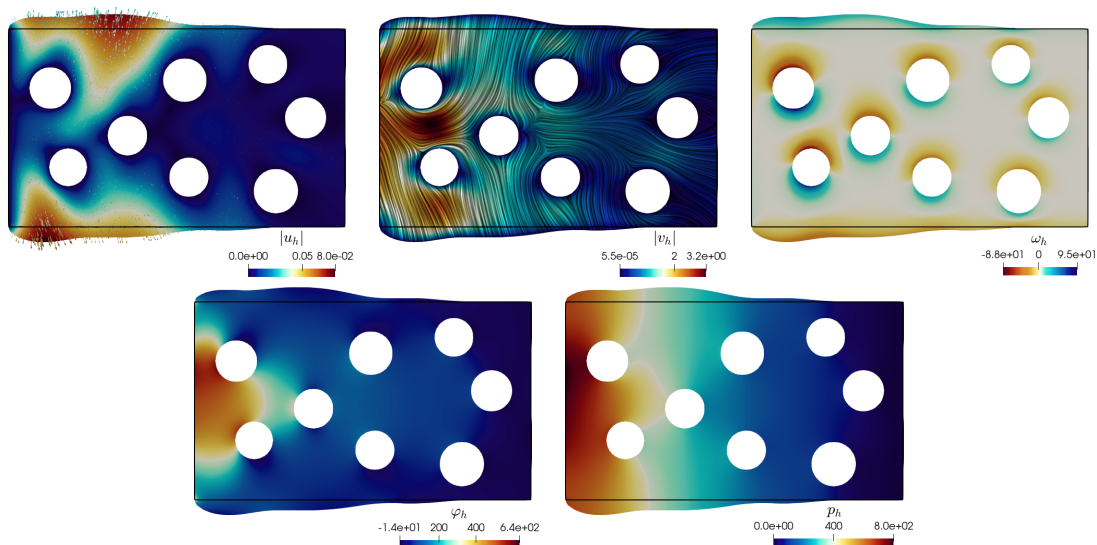 |u_h|
0.0e+00 0.05 8.0e-02
|v_h|
5.5e-05 2 3.2e+00
ω_h
-8.8e+01 0 9.5e+01
φ_h
-1.4e+01 200 400 6.4e+02
p_h
0.0e+00 400 8.0e+02